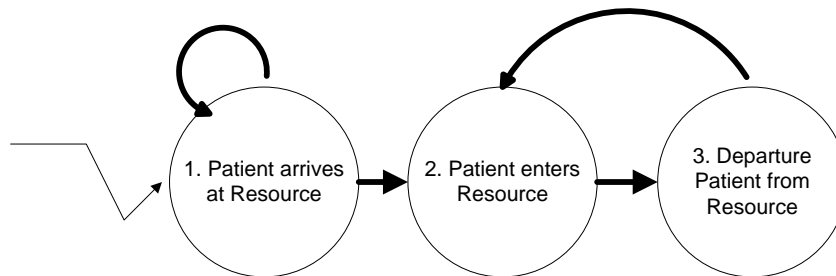 1. Patient arrives
at Resource
2. Patient enters
Resource
3. Departure
Patient from
Resource